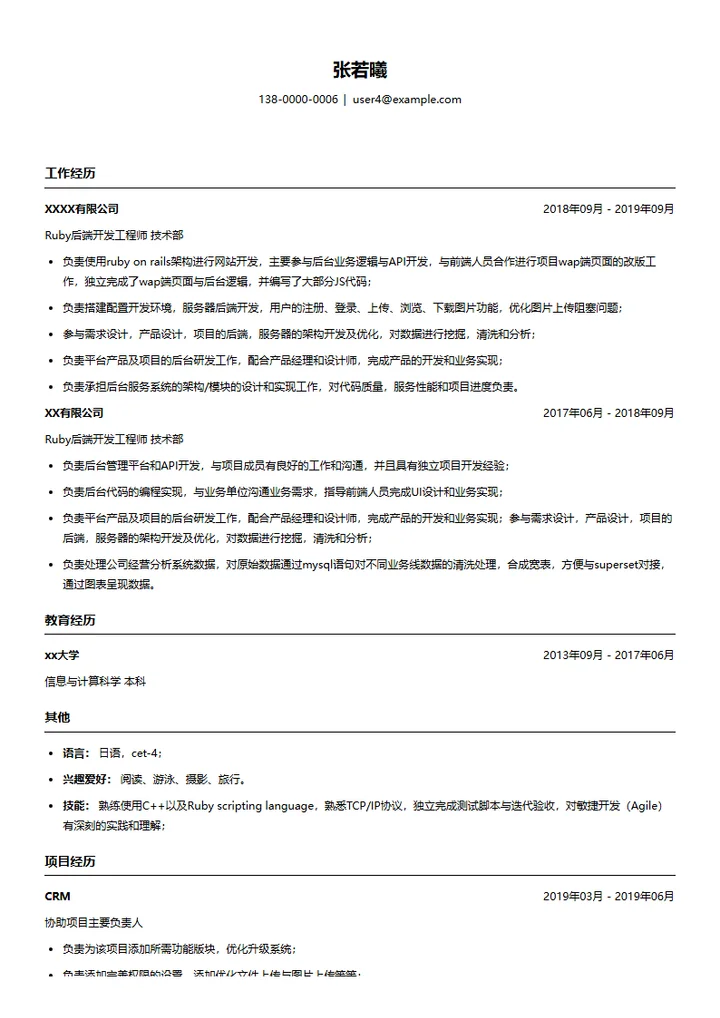 张若曦
138-0000-0006 | user4@example.com
工作经历
XXXX有限公司 2018年09月 - 2019年09月
Ruby后端开发工程师 技术部
• 负责使用ruby on rails架构进行网站开发，主要参与后台业务逻辑与API开发，与前端人员合作进行项目wap端页面的改版工
作，独立完成了wap端页面与后台逻辑，并编写了大部分JS代码；
• 负责搭建配置开发环境，服务器后端开发，用户的注册、登录、上传、浏览、下载图片功能，优化图片上传阻塞问题；
• 参与需求设计，产品设计，项目的后端，服务器的架构开发及优化，对数据进行挖掘，清洗和分析；
• 负责平台产品及项目的后台研发工作，配合产品经理和设计师，完成产品的开发和业务实现；
• 负责承担后台服务系统的架构/模块的设计和实现工作，对代码质量，服务性能和项目进度负责。
XX有限公司 2017年06月 - 2018年09月
Ruby后端开发工程师 技术部
• 负责后台管理平台和API开发，与项目成员有良好的工作和沟通，并且具有独立项目开发经验；
• 负责后台代码的编程实现，与业务单位沟通业务需求，指导前端人员完成UI设计和业务实现；
• 负责平台产品及项目的后台研发工作，配合产品经理和设计师，完成产品的开发和业务实现；参与需求设计，产品设计，项目的
后端，服务器的架构开发及优化，对数据进行挖掘，清洗和分析；
• 负责处理公司经营分析系统数据，对原始数据通过mysql语句对不同业务线数据的清洗处理，合成宽表，方便与superset对接，
通过图表呈现数据。
教育经历
xx大学 2013年09月 - 2017年06月
信息与计算科学 本科
其他
• 语言： 日语，cet-4；
• 兴趣爱好： 阅读、游泳、摄影、旅行。
• 技能： 熟练使用C++以及Ruby scripting language，熟悉TCP/IP协议，独立完成测试脚本与迭代验收，对敏捷开发（Agile）
有深刻的实践和理解；
项目经历
CRM 2019年03月 - 2019年06月
协助项目主要负责人
• 负责为该项目添加所需功能版块，优化升级系统；
• 负责添加完善权限的设置，添加优化文件上传与图片上传等等；